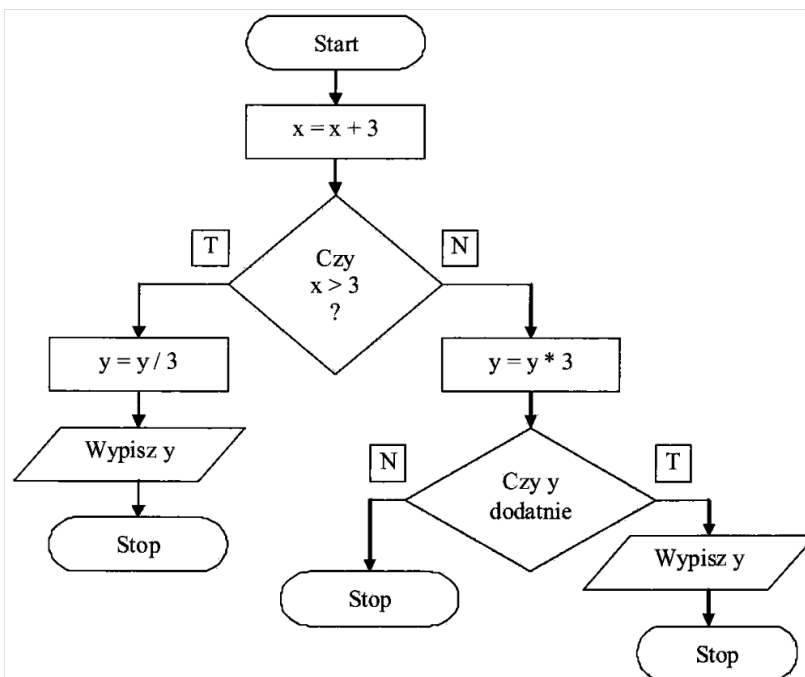 Start
x = x + 3
T
Czy
x > 3
?
N
y = y / 3
y = y * 3
Wypisz y
N
Czy y
dodatnie
T
Stop
Stop
Wypisz y
Stop